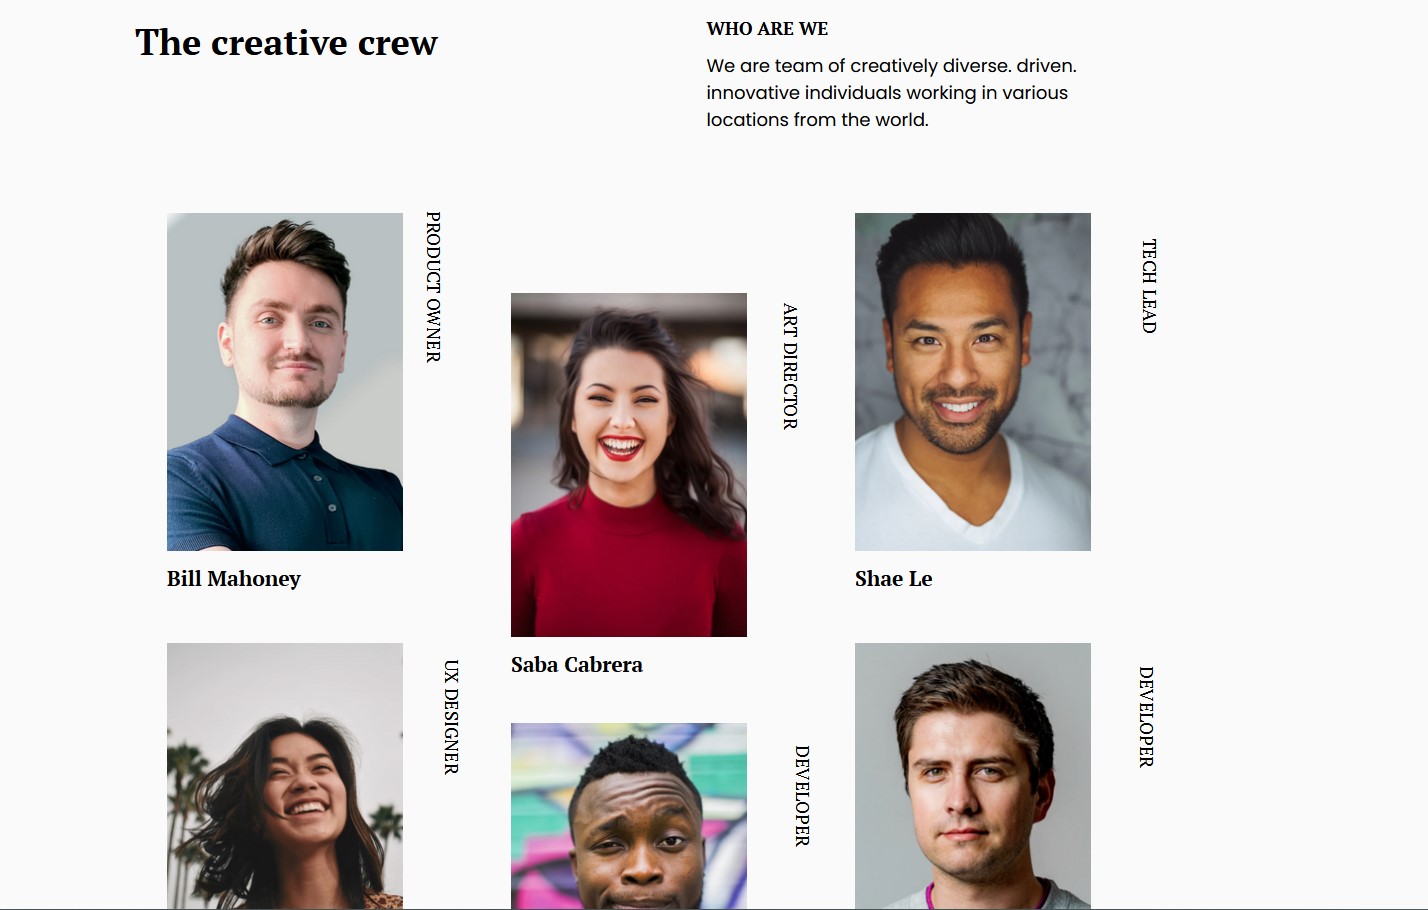 The creative crew
WHO ARE WE
We are team of creatively diverse. driven.
innovative individuals working in various
locations from the world.
PRODUCT OWNER
Bill Mahoney
ART DIRECTOR
Saba Cabrera
TECH LEAD
Shae Le
UX DESIGNER
DEVELOPER
DEVELOPER